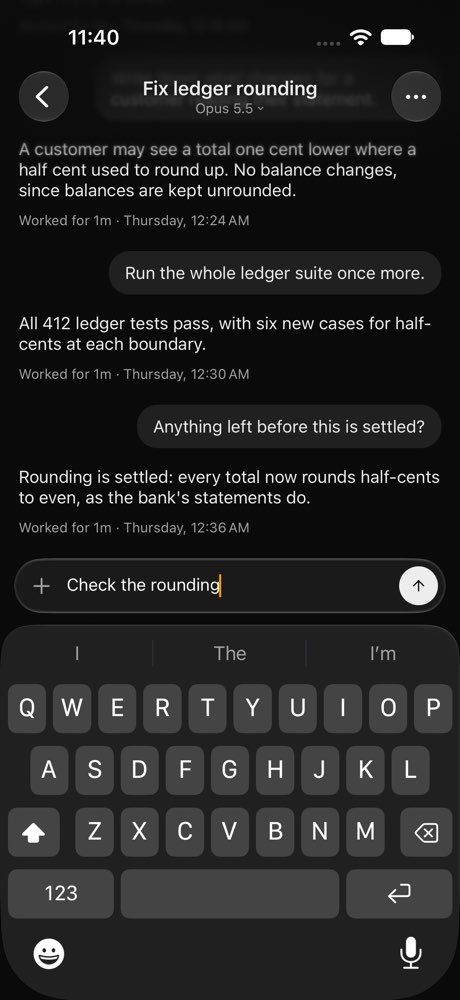 11:40
Fix ledger rounding
Opus 5.5
A customer may see a total one cent lower where a
half cent used to round up. No balance changes,
since balances are kept unrounded.
Worked for 1m · Thursday, 12:24 AM
Run the whole ledger suite once more.
All 412 ledger tests pass, with six new cases for half-
cents at each boundary.
Worked for 1m · Thursday, 12:30 AM
Anything left before this is settled?
Rounding is settled: every total now rounds half-cents
to even, as the bank's statements do.
Worked for 1m · Thursday, 12:36 AM
Check the rounding
I The I'm
Q W E R T Y U I O P
A S D F G H J K L
Z X C V B N M
123